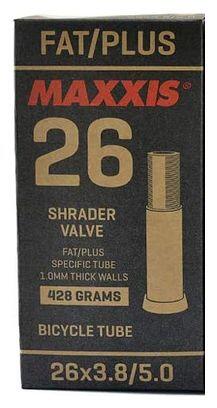 FAT/PLUS
MAXXIS®
26
SHRADER
VALVE
FAT/PLUS
SPECIFIC TUBE
1.0MM THICK WALLS
428 GRAMS
BICYCLE TUBE
26x3.8/5.0